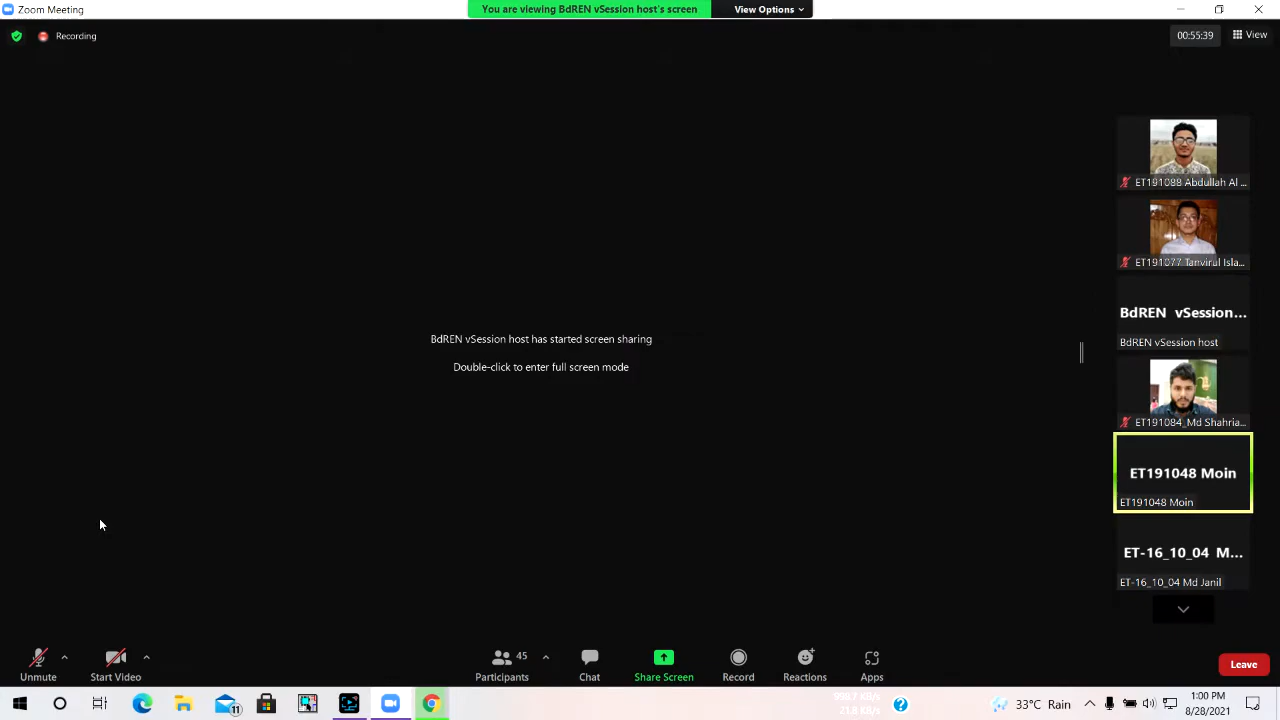 Zoom Meeting
You are viewing BdREN vSession host's screen
View Options
Recording
00:55:39
View
ET191088 Abdullah Al ...
ET191077 Tanvirul Isla...
BdREN vSession...
BdREN vSession host
BdREN vSession host has started screen sharing
Double-click to enter full screen mode
ET191084_Md Shahria...
ET191048 Moin
ET191048 Moin
ET-16_10_04 M...
ET-16_10_04 Md Janil
Unmute
Start Video
45
Participants
Chat
Share Screen
Record
Reactions
Apps
Leave
11
33°C Rain
1:00 PM
8/28/2021